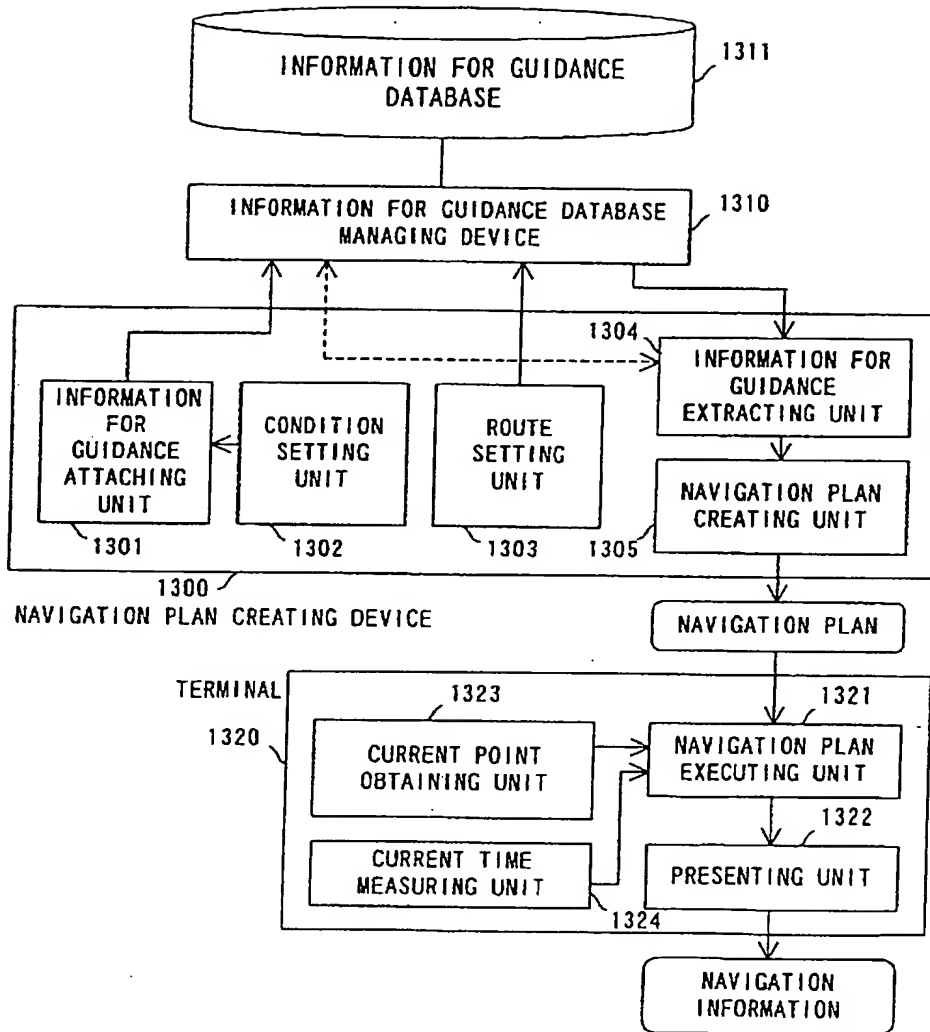 INFORMATION FOR GUIDANCE
DATABASE
1311
INFORMATION FOR GUIDANCE DATABASE
MANAGING DEVICE
1310
1304
INFORMATION FOR
GUIDANCE
EXTRACTING UNIT
INFORMATION
FOR
GUIDANCE
ATTACHING
UNIT
CONDITION
SETTING
UNIT
ROUTE
SETTING
UNIT
NAVIGATION PLAN
CREATING UNIT
1301
1302
1303
1305
1300
NAVIGATION PLAN CREATING DEVICE
NAVIGATION PLAN
TERMINAL
1320
1323
1321
CURRENT POINT
OBTAINING UNIT
NAVIGATION PLAN
EXECUTING UNIT
1322
CURRENT TIME
MEASURING UNIT
PRESENTING UNIT
1324
NAVIGATION
INFORMATION